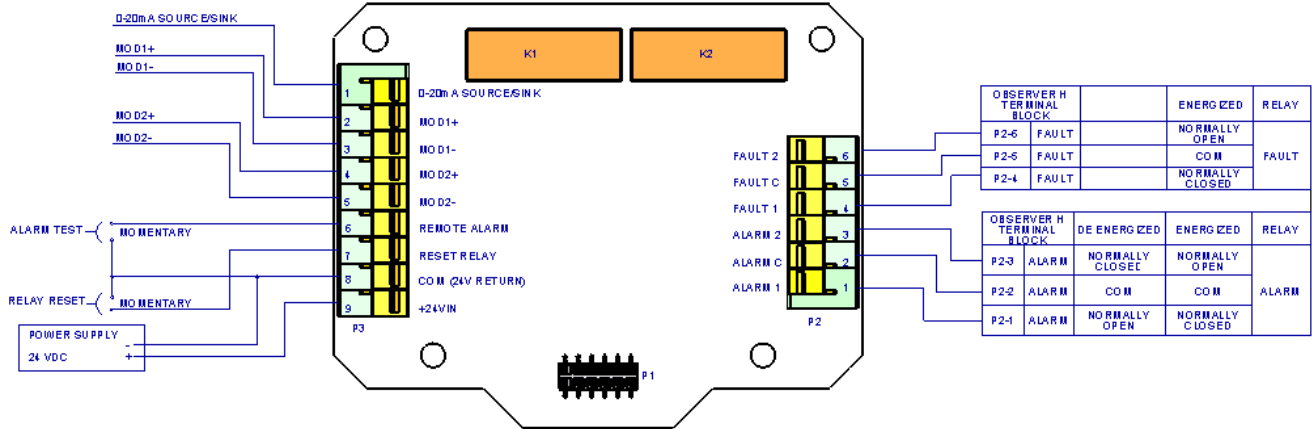 0-20mA SOURCE/SINK
MOD1+
MOD1-
MOD2+
MOD2-
ALARM TEST
MOMENTARY
RELAY RESET
MOMENTARY
POWER SUPPLY
-
24 VDC
+
K1
K2
1
0-20mA SOURCE/SINK
2
MOD1+
3
MOD1-
4
MOD2+
5
MOD2-
6
REMOTE ALARM
7
RESET RELAY
8
COM (24V RETURN)
9
+24VIN
P3
FAULT 2
6
FAULT C
5
FAULT 1
4
ALARM 2
3
ALARM C
2
ALARM 1
1
P2
P1
OBSERVER H TERMINAL BLOCK ENERGIZED RELAY
P2-6 FAULT NORMALLY OPEN
P2-5 FAULT COM FAULT
P2-4 FAULT NORMALLY CLOSED
OBSERVER H TERMINAL BLOCK DE ENERGIZED ENERGIZED RELAY
P2-3 ALARM NORMALLY CLOSED NORMALLY OPEN
P2-2 ALARM COM COM ALARM
P2-1 ALARM NORMALLY OPEN NORMALLY CLOSED